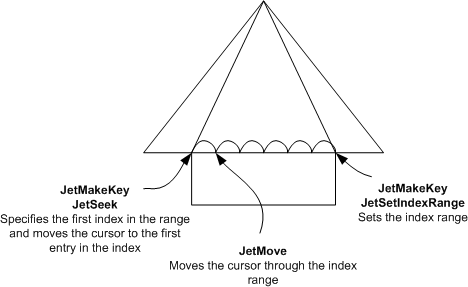 JetMakeKey
JetSeek
Specifies the first index in the range
and moves the cursor to the first
entry in the index
JetMove
Moves the cursor through the index
range
JetMakeKey
JetSetIndexRange
Sets the index range